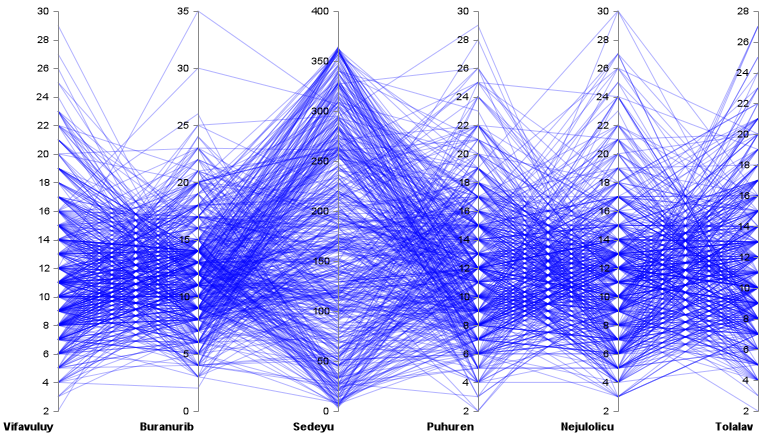 30 35 400 30 30 28
28 28 28 26
26 30 350 26 26 24
24 300 24 24 22
22 25 22 22 20
20 250 20 20 18
18 20 18 18
16 200 16 16 16
14 15 14 14 14
12 150 12 12 12
10 10 100 10 10 10
8 8 8 8
6 5 50 6 6 6
4 4 4 4
2 0 0 2 2 2
Vifavuluy Buranurib Sedeyu Puhuren Nejulolicu Tolalav